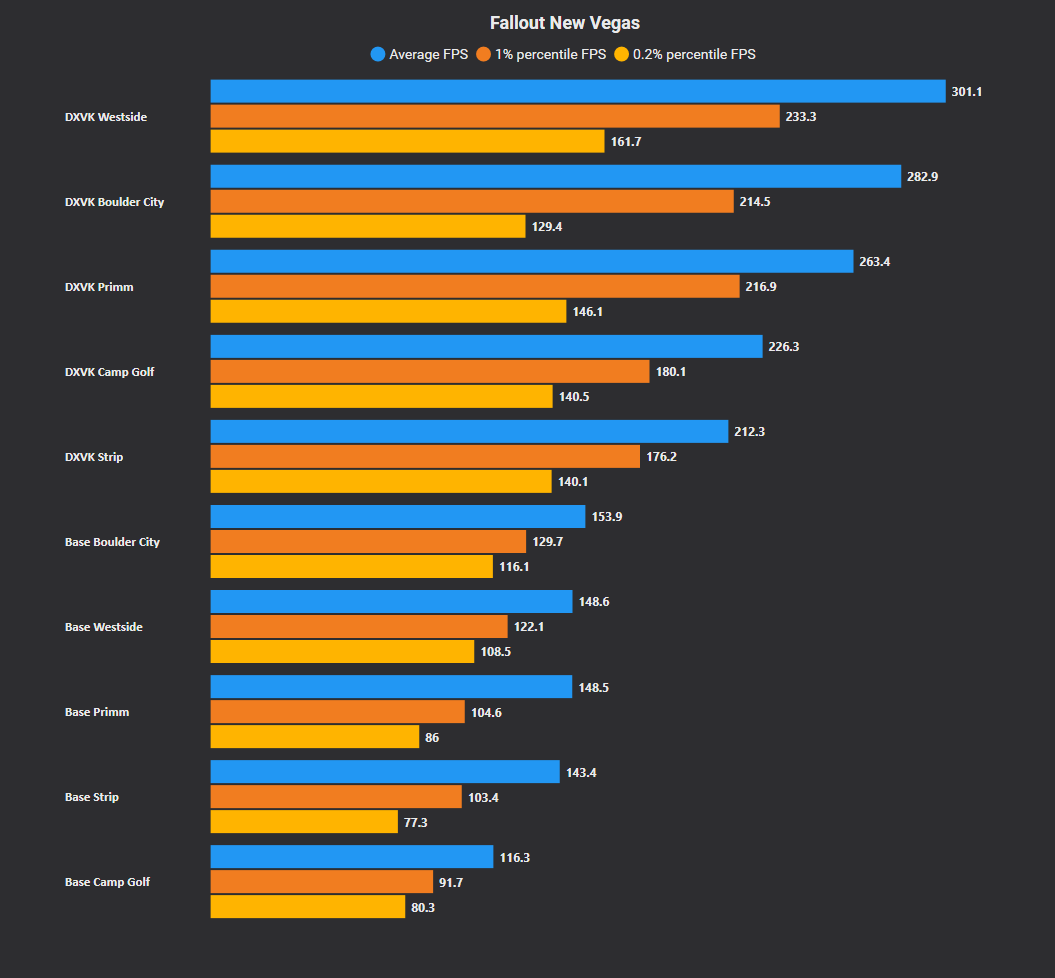 Fallout New Vegas
Average FPS 1% percentile FPS 0.2% percentile FPS
301.1
DXVK Westside 233.3
161.7
282.9
DXVK Boulder City 214.5
129.4
263.4
DXVK Primm 216.9
146.1
226.3
DXVK Camp Golf 180.1
140.5
212.3
DXVK Strip 176.2
140.1
153.9
Base Boulder City 129.7
116.1
148.6
Base Westside 122.1
108.5
148.5
Base Primm 104.6
86
143.4
Base Strip 103.4
77.3
116.3
Base Camp Golf 91.7
80.3